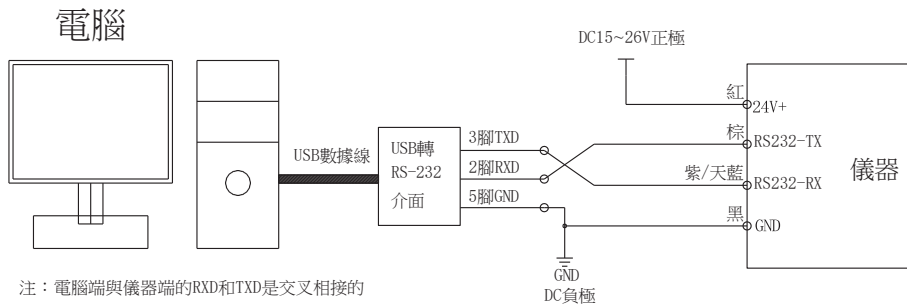 電腦
DC15~26V正極
紅
24V+
棕
RS232-TX
3腳TXD
USB轉
RS-232
介面
USB數據線
2腳RXD
紫/天藍
RS232-RX
儀器
5腳GND
黑
GND
GND
DC負極
注：電腦端與儀器端的RXD和TXD是交叉相接的